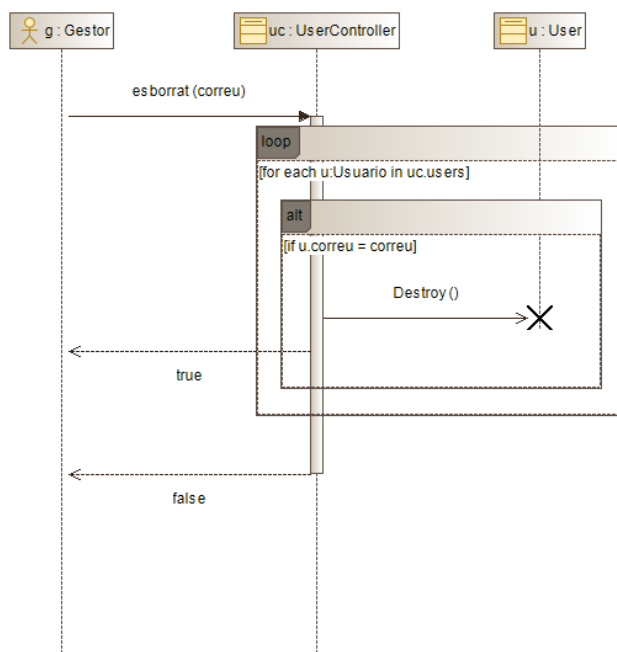 g : Gestor
uc : UserController
u : User
esborrat (correu)
loop
[for each u:Usuario in uc.users]
alt
[if u.correu = correu]
Destroy ()
true
false